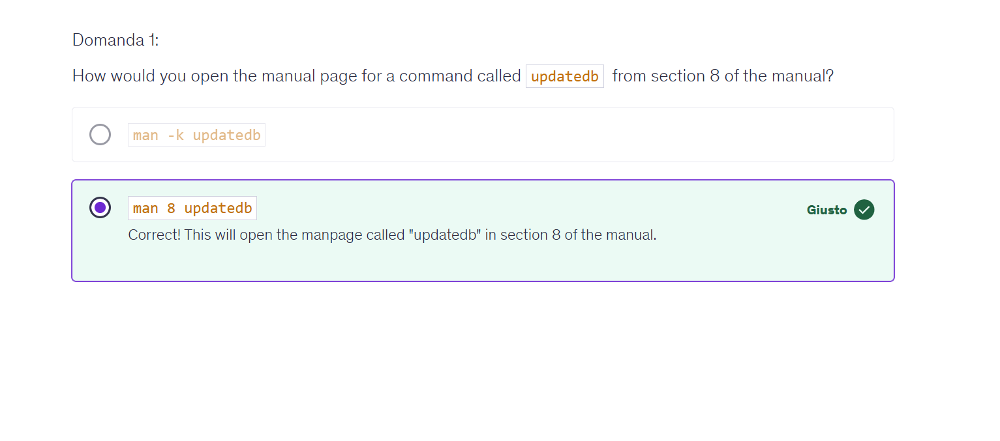 Domanda 1:
How would you open the manual page for a command called updatedb from section 8 of the manual?
man -k updatedb
man 8 updatedb
Giusto
Correct! This will open the manpage called "updatedb" in section 8 of the manual.